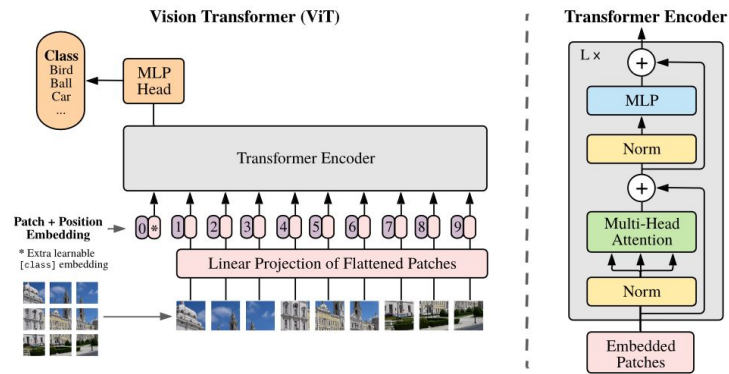 Vision Transformer (ViT)
Class
Bird
Ball
Car
...
MLP
Head
Transformer Encoder
Patch + Position
Embedding
0 * 1 2 3 4 5 6 7 8 9
* Extra learnable
[class] embedding
Linear Projection of Flattened Patches
Transformer Encoder
L ×
+
MLP
Norm
+
Multi-Head
Attention
Norm
Embedded
Patches